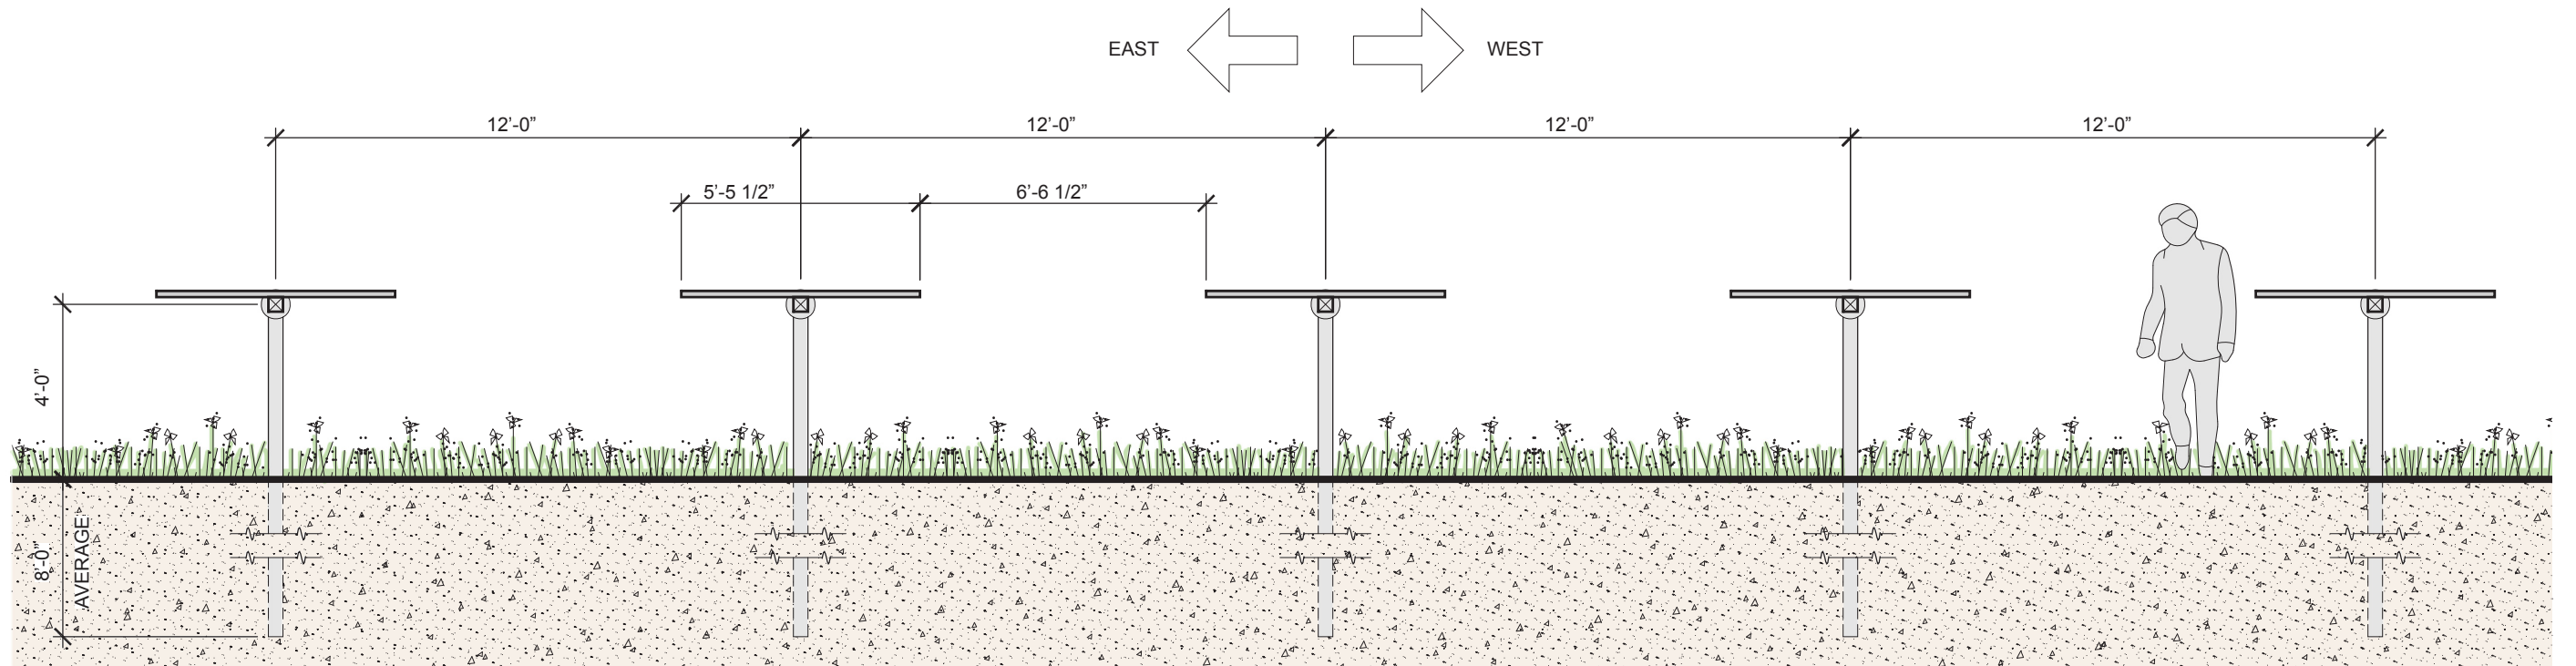 EAST
WEST
12’-0”
12’-0”
12’-0”
12’-0”
5’-5 1/2”
6’-6 1/2”
4’-0”
8’-0”
AVERAGE